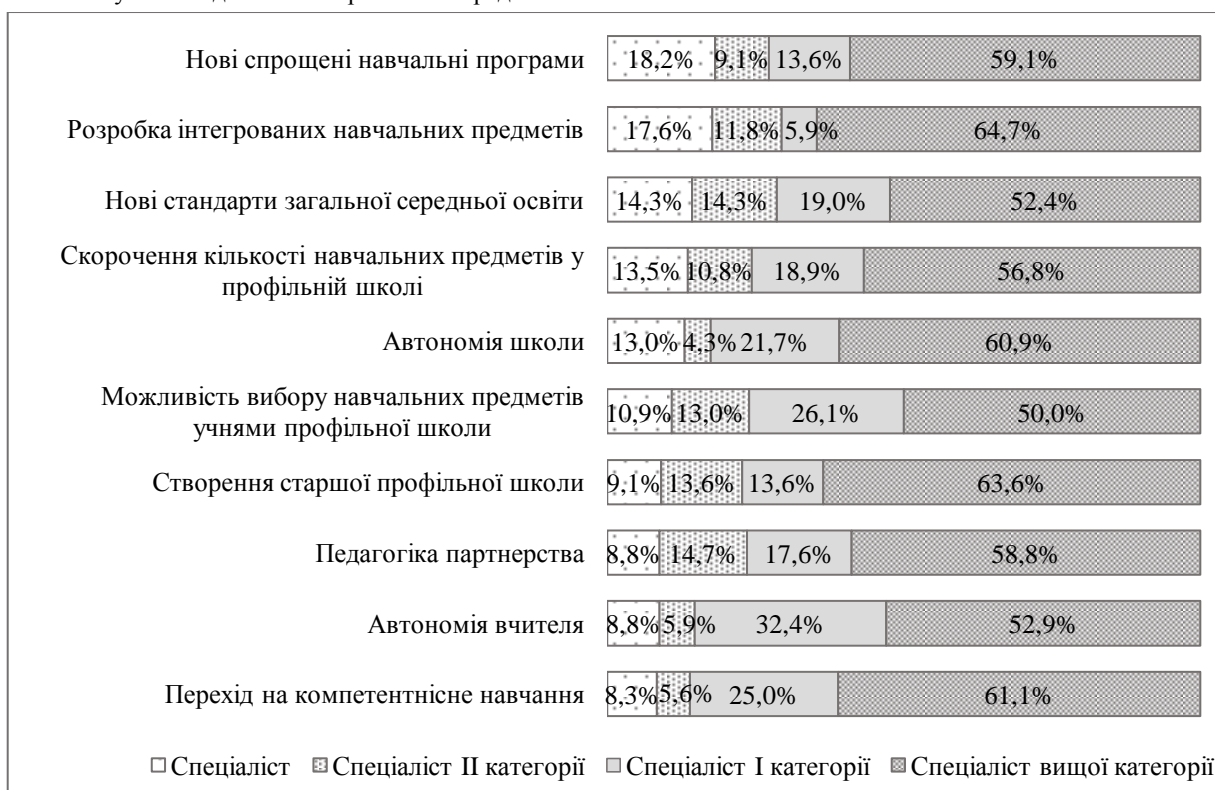 Нові спрощені навчальні програми 18,2% 9,1% 13,6% 59,1%
Розробка інтегрованих навчальних предметів 17,6% 11,8% 5,9% 64,7%
Нові стандарти загальної середньої освіти 14,3% 14,3% 19,0% 52,4%
Скорочення кількості навчальних предметів у
профільній школі 13,5% 10,8% 18,9% 56,8%
Автономія школи 13,0% 4,3% 21,7% 60,9%
Можливість вибору навчальних предметів
учнями профільної школи 10,9% 13,0% 26,1% 50,0%
Створення старшої профільної школи 9,1% 13,6% 13,6% 63,6%
Педагогіка партнерства 8,8% 14,7% 17,6% 58,8%
Автономія вчителя 8,8% 5,9% 32,4% 52,9%
Перехід на компетентнісне навчання 8,3% 5,6% 25,0% 61,1%
Спеціаліст Спеціаліст ІІ категорії Спеціаліст І категорії Спеціаліст вищої категорії